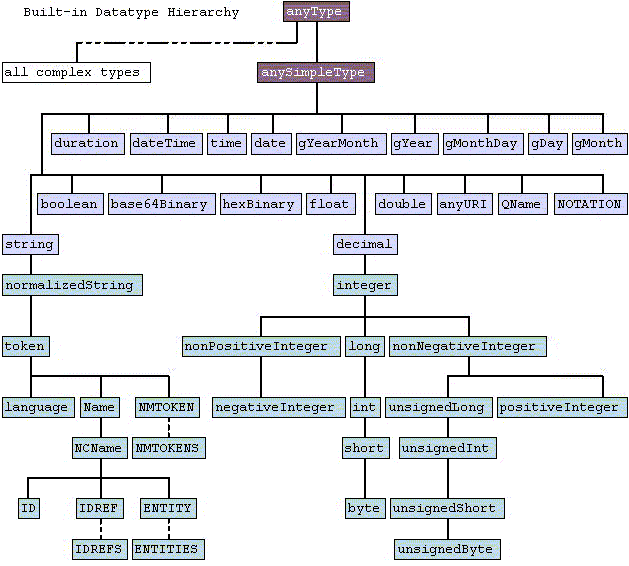 Built-in Datatype Hierarchy
anyType
all complex types
anySimpleType
duration dateTime time date gYearMonth gYear gMonthDay gDay gMonth
boolean base64Binary hexBinary float double anyURI QName NOTATION
string decimal
normalizedString integer
token nonPositiveInteger long nonNegativeInteger
language Name NMTOKEN negativeInteger int unsignedLong positiveInteger
NCName NMTOKENS short unsignedInt
ID IDREF ENTITY byte unsignedShort
IDREFS ENTITIES unsignedByte